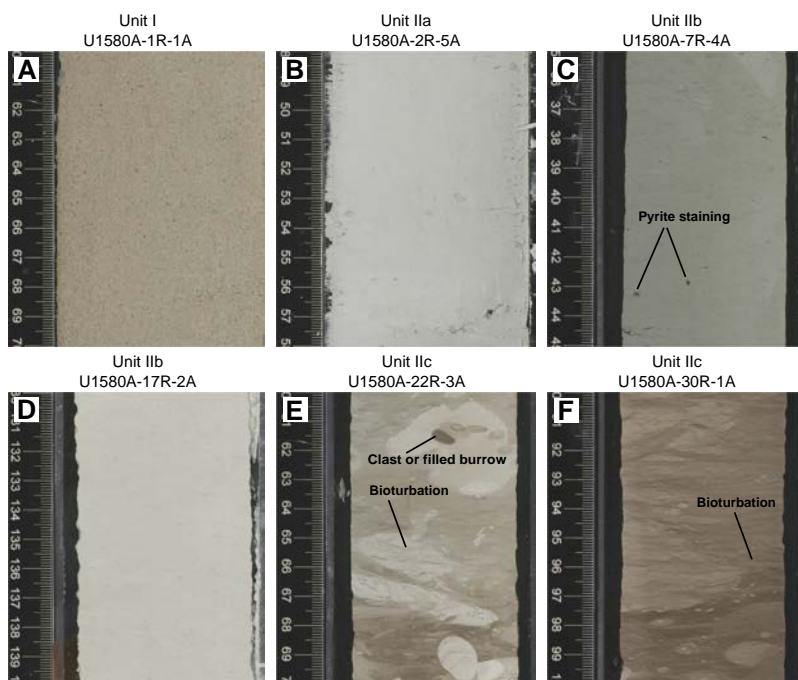 Unit I
U1580A-1R-1A
Unit IIa
U1580A-2R-5A
Unit IIb
U1580A-7R-4A
A
62
63
64
65
66
67
68
69
B
50
51
52
53
54
55
56
57
C
37
38
39
40
41
42
43
44
Pyrite staining
Unit IIb
U1580A-17R-2A
Unit IIc
U1580A-22R-3A
Unit IIc
U1580A-30R-1A
D
132
133
134
135
136
137
138
139
E
62
63
64
65
66
67
68
69
Clast or filled burrow
Bioturbation
F
92
93
94
95
96
97
98
99
Bioturbation